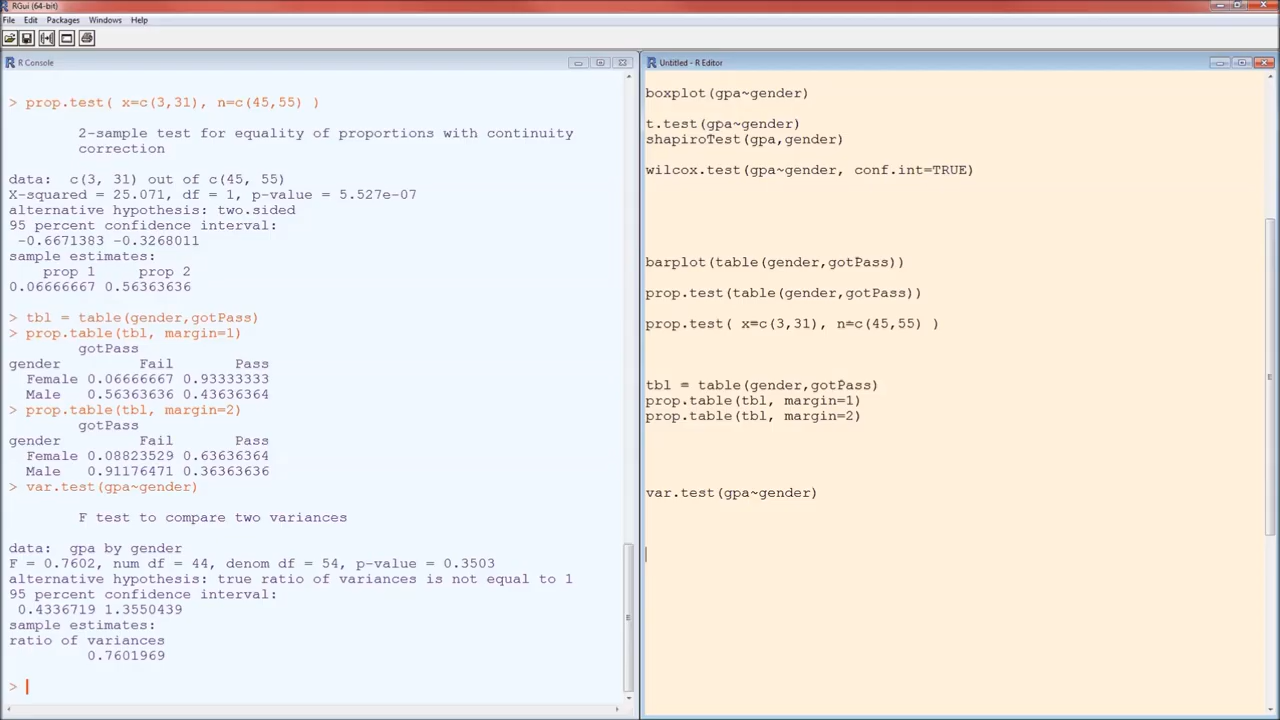 RGui (64-bit)
File Edit Packages Windows Help
R Console
> prop.test( x=c(3,31), n=c(45,55) )
2-sample test for equality of proportions with continuity
correction
data:  c(3, 31) out of c(45, 55)
X-squared = 25.071, df = 1, p-value = 5.527e-07
alternative hypothesis: two.sided
95 percent confidence interval:
-0.6671383 -0.3268011
sample estimates:
prop 1     prop 2
0.06666667 0.56363636
> tbl = table(gender,gotPass)
> prop.table(tbl, margin=1)
gotPass
gender         Fail       Pass
Female 0.06666667 0.93333333
Male   0.56363636 0.43636364
> prop.table(tbl, margin=2)
gotPass
gender         Fail       Pass
Female 0.08823529 0.63636364
Male   0.91176471 0.36363636
> var.test(gpa~gender)
F test to compare two variances
data:  gpa by gender
F = 0.7602, num df = 44, denom df = 54, p-value = 0.3503
alternative hypothesis: true ratio of variances is not equal to 1
95 percent confidence interval:
0.4336719 1.3550439
sample estimates:
ratio of variances
0.7601969
>
Untitled - R Editor
boxplot(gpa~gender)
t.test(gpa~gender)
shapiroTest(gpa,gender)
wilcox.test(gpa~gender, conf.int=TRUE)
barplot(table(gender,gotPass))
prop.test(table(gender,gotPass))
prop.test( x=c(3,31), n=c(45,55) )
tbl = table(gender,gotPass)
prop.table(tbl, margin=1)
prop.table(tbl, margin=2)
var.test(gpa~gender)